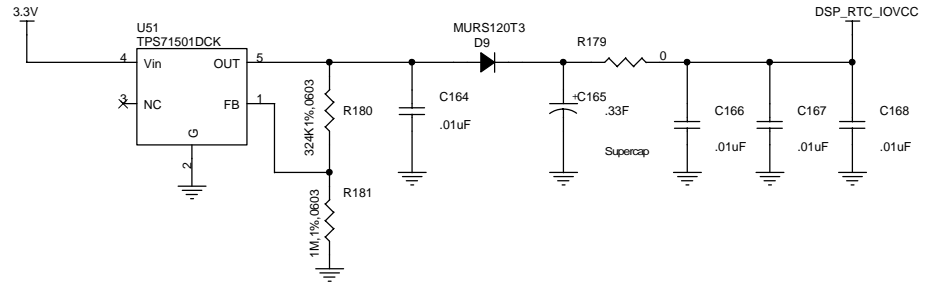 3.3V
U51
TPS71501DCK
4
Vin
OUT
5
3
NC
FB
1
G
2
324K1%,0603
R180
1M,1%,0603
R181
C164
.01uF
MURS120T3
D9
R179
0
+
C165
.33F
Supercap
C166
.01uF
C167
.01uF
C168
.01uF
DSP_RTC_IOVCC